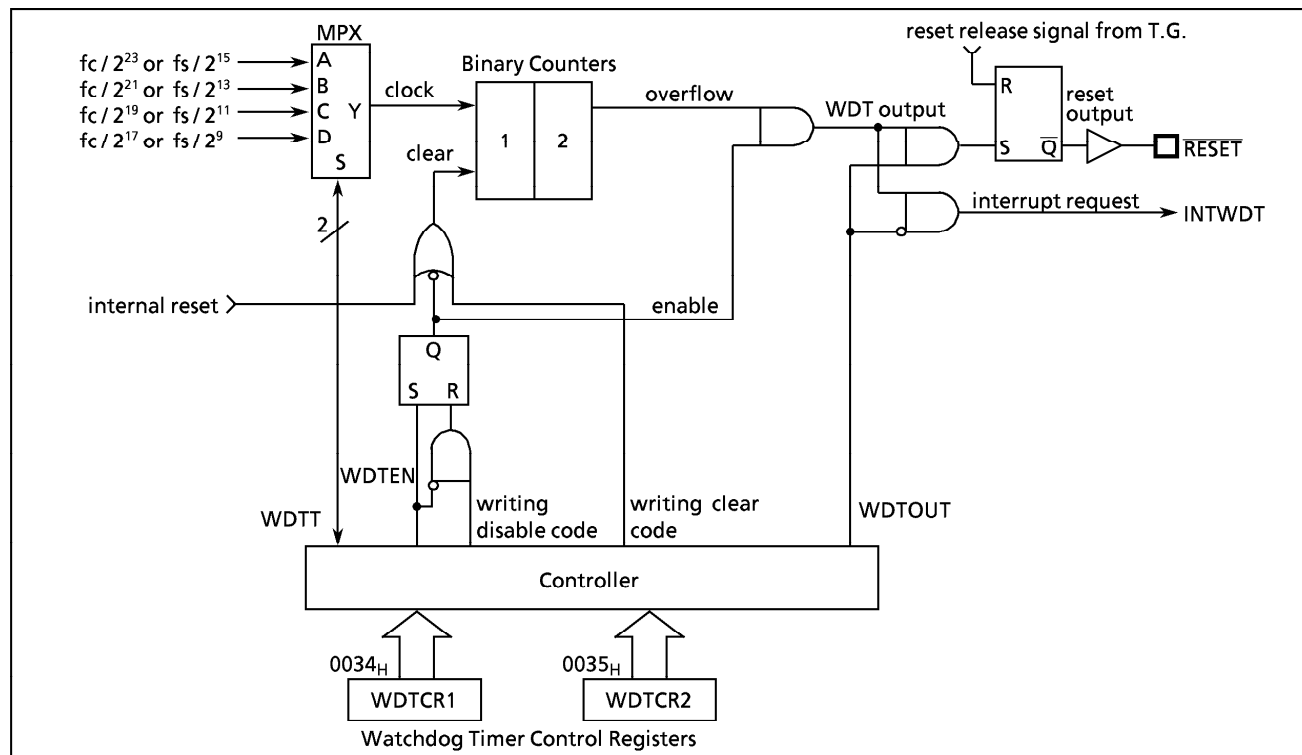 reset release signal from T.G.
MPX
fc / 2²³ or fs / 2¹⁵
fc / 2²¹ or fs / 2¹³
fc / 2¹⁹ or fs / 2¹¹
fc / 2¹⁷ or fs / 2⁹
A
B
C
D
Y
S
clock
Binary Counters
1
2
clear
overflow
WDT output
R
S
Q̅
reset
output
R̅E̅S̅E̅T̅
interrupt request
INTWDT
2
internal reset
enable
Q
S
R
WDTEN
WDTT
writing
disable code
writing clear
code
WDTOUT
Controller
0034H
0035H
WDTCR1
WDTCR2
Watchdog Timer Control Registers